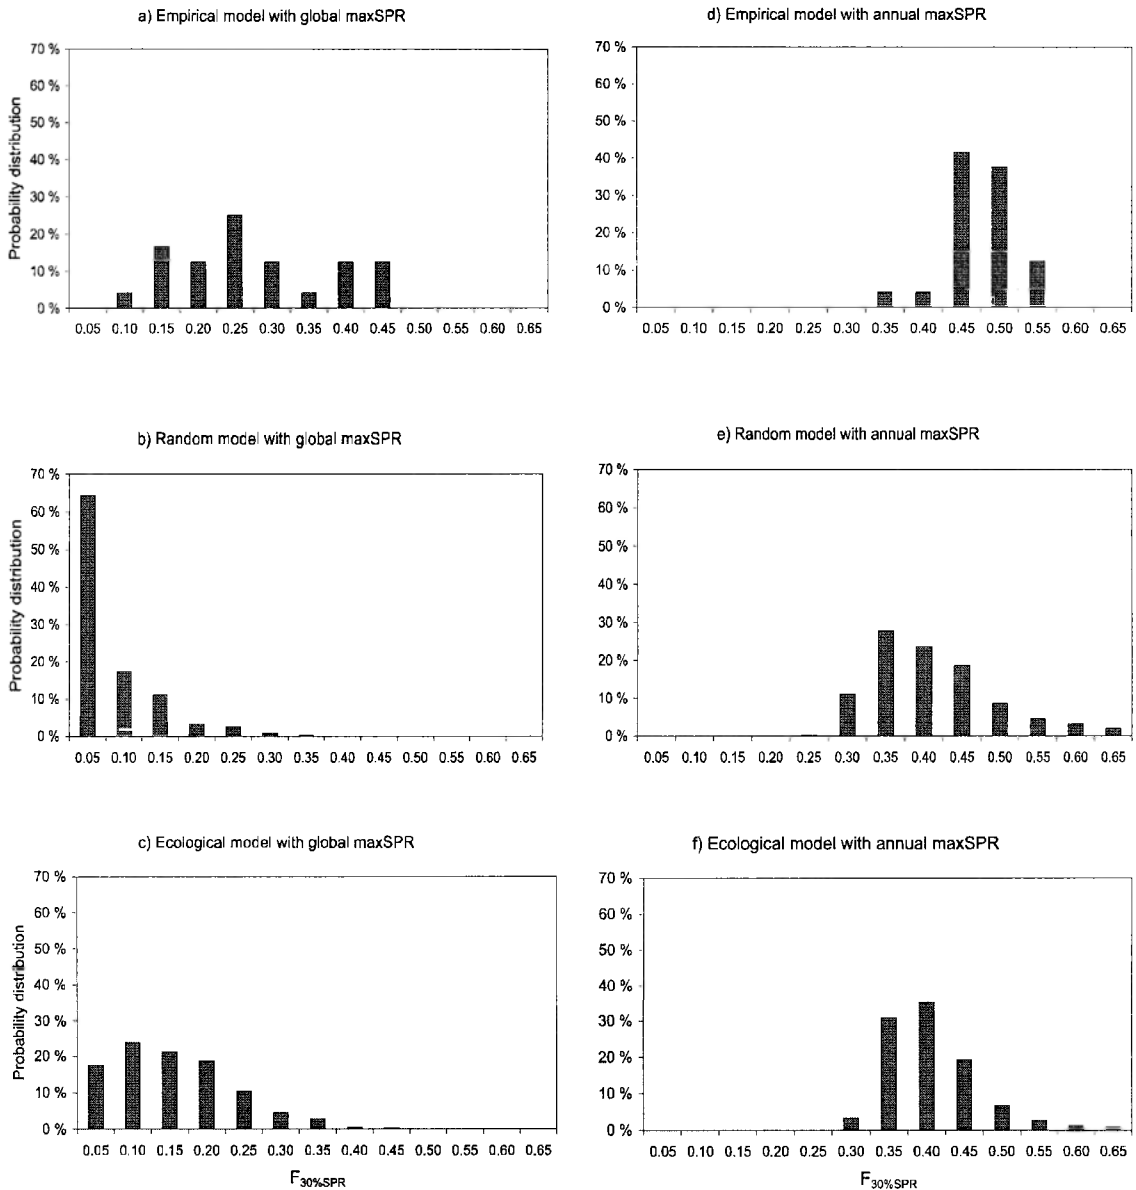 a) Empirical model with global maxSPR
Probability distribution
70 %
60 %
50 %
40 %
30 %
20 %
10 %
0 %
0.05 0.10 0.15 0.20 0.25 0.30 0.35 0.40 0.45 0.50 0.55 0.60 0.65
d) Empirical model with annual maxSPR
70 %
60 %
50 %
40 %
30 %
20 %
10 %
0 %
0.05 0.10 0.15 0.20 0.25 0.30 0.35 0.40 0.45 0.50 0.55 0.60 0.65
b) Random model with global maxSPR
Probability distribution
70 %
60 %
50 %
40 %
30 %
20 %
10 %
0 %
0.05 0.10 0.15 0.20 0.25 0.30 0.35 0.40 0.45 0.50 0.55 0.60 0.65
e) Random model with annual maxSPR
70 %
60 %
50 %
40 %
30 %
20 %
10 %
0 %
0.05 0.10 0.15 0.20 0.25 0.30 0.35 0.40 0.45 0.50 0.55 0.60 0.65
c) Ecological model with global maxSPR
Probability distribution
70 %
60 %
50 %
40 %
30 %
20 %
10 %
0 %
0.05 0.10 0.15 0.20 0.25 0.30 0.35 0.40 0.45 0.50 0.55 0.60 0.65
F30%SPR
f) Ecological model with annual maxSPR
70 %
60 %
50 %
40 %
30 %
20 %
10 %
0 %
0.05 0.10 0.15 0.20 0.25 0.30 0.35 0.40 0.45 0.50 0.55 0.60 0.65
F30%SPR